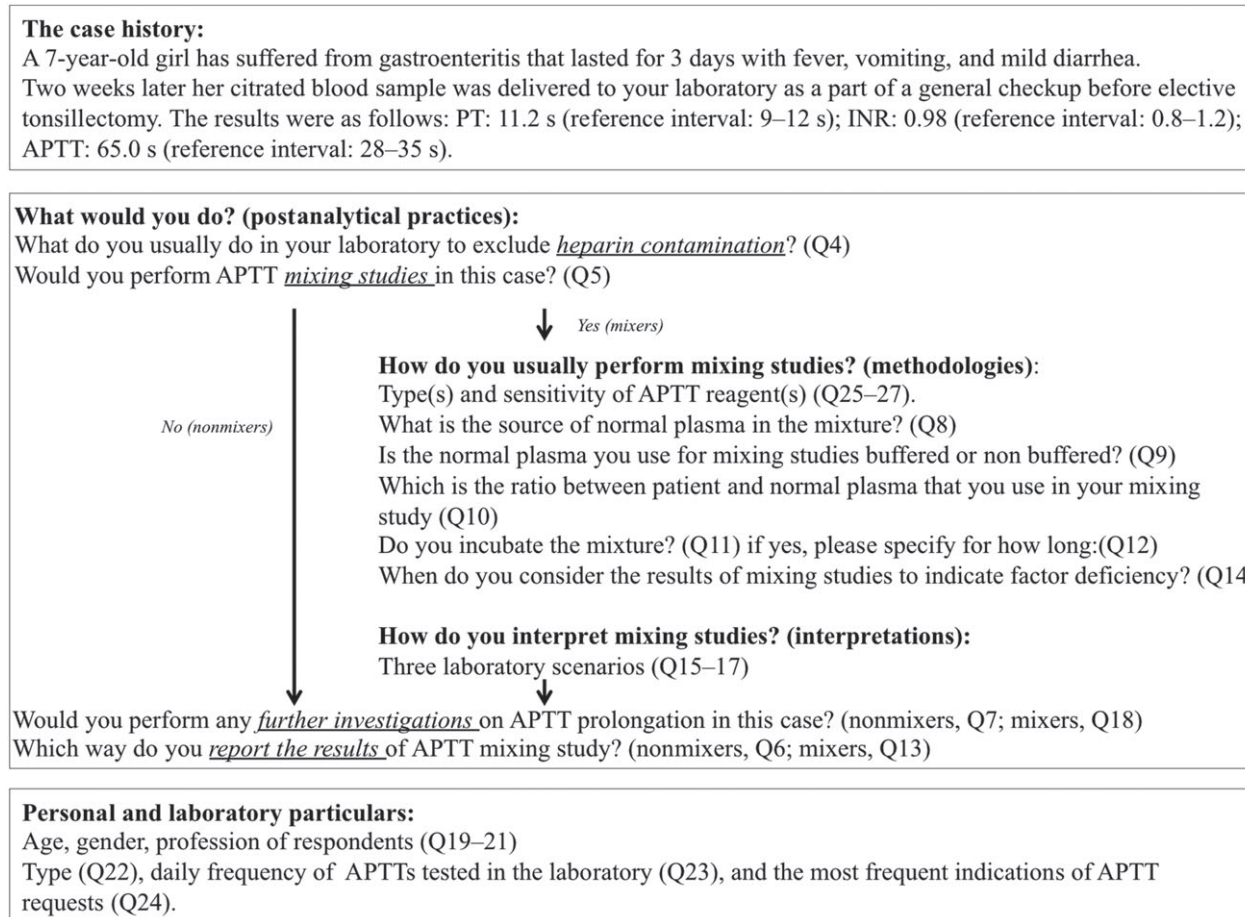 The case history:
A 7-year-old girl has suffered from gastroenteritis that lasted for 3 days with fever, vomiting, and mild diarrhea.
Two weeks later her citrated blood sample was delivered to your laboratory as a part of a general checkup before elective
tonsillectomy. The results were as follows: PT: 11.2 s (reference interval: 9–12 s); INR: 0.98 (reference interval: 0.8–1.2);
APTT: 65.0 s (reference interval: 28–35 s).
What would you do? (postanalytical practices):
What do you usually do in your laboratory to exclude heparin contamination? (Q4)
Would you perform APTT mixing studies in this case? (Q5)
Yes (mixers)
How do you usually perform mixing studies? (methodologies):
Type(s) and sensitivity of APTT reagent(s) (Q25–27).
No (nonmixers)
What is the source of normal plasma in the mixture? (Q8)
Is the normal plasma you use for mixing studies buffered or non buffered? (Q9)
Which is the ratio between patient and normal plasma that you use in your mixing
study (Q10)
Do you incubate the mixture? (Q11) if yes, please specify for how long:(Q12)
When do you consider the results of mixing studies to indicate factor deficiency? (Q14
How do you interpret mixing studies? (interpretations):
Three laboratory scenarios (Q15–17)
Would you perform any further investigations on APTT prolongation in this case? (nonmixers, Q7; mixers, Q18)
Which way do you report the results of APTT mixing study? (nonmixers, Q6; mixers, Q13)
Personal and laboratory particulars:
Age, gender, profession of respondents (Q19–21)
Type (Q22), daily frequency of APTTs tested in the laboratory (Q23), and the most frequent indications of APTT
requests (Q24).